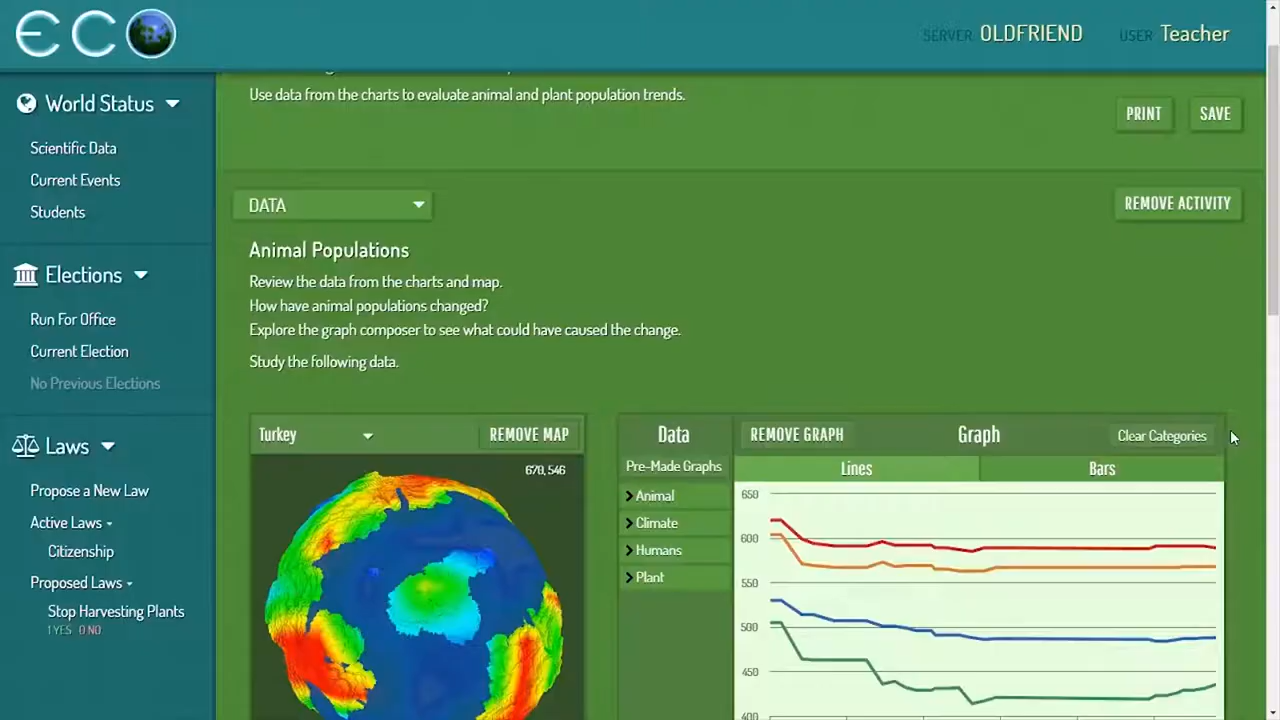 ECO
SERVER OLDFRIEND USER Teacher
World Status
Scientific Data
Current Events
Students
Elections
Run For Office
Current Election
No Previous Elections
Laws
Propose a New Law
Active Laws
Citizenship
Proposed Laws
Stop Harvesting Plants
1 YES 0 NO
Use data from the charts to evaluate animal and plant population trends.
PRINT SAVE
DATA
REMOVE ACTIVITY
Animal Populations
Review the data from the charts and map.
How have animal populations changed?
Explore the graph composer to see what could have caused the change.
Study the following data.
Turkey REMOVE MAP
670,546
Data
Pre-Made Graphs
Animal
Climate
Humans
Plant
REMOVE GRAPH Graph Clear Categories
Lines Bars
650
600
550
500
450
400